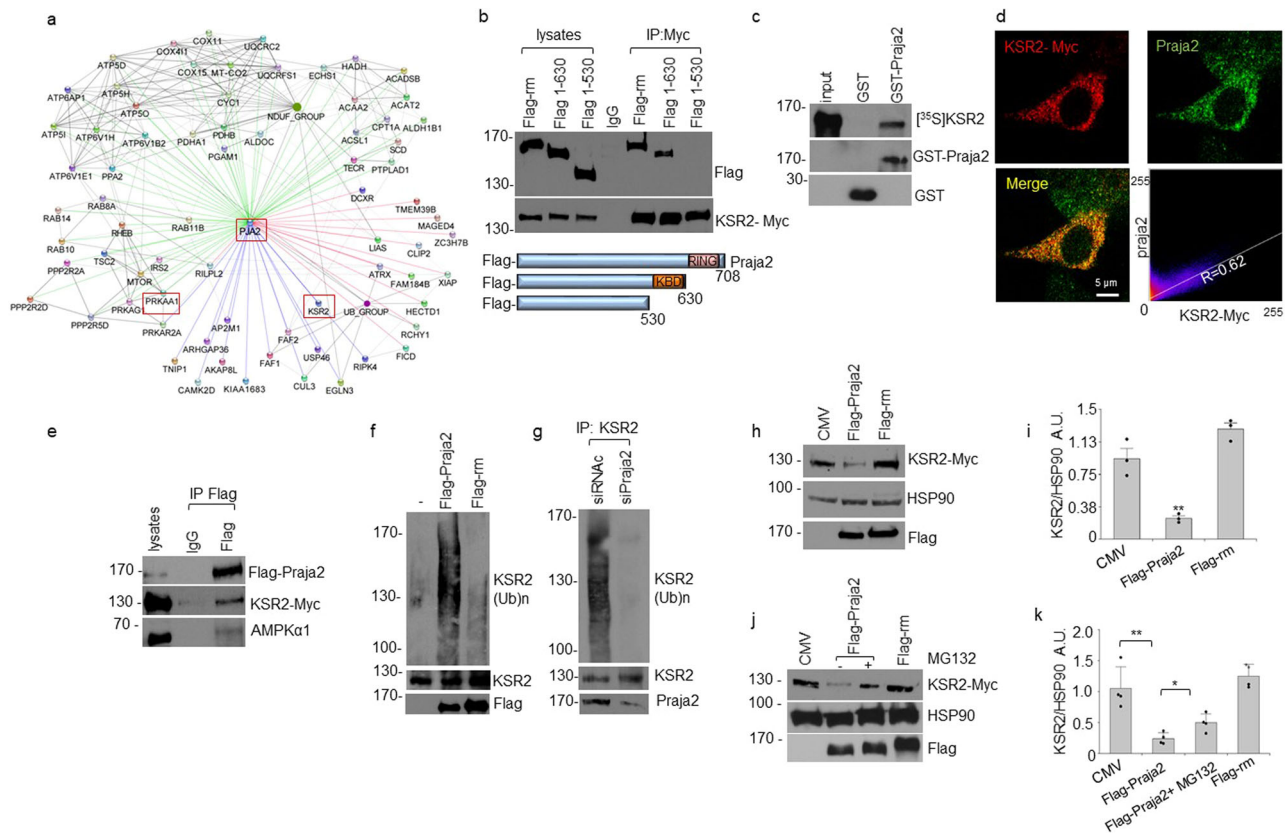 a
COX11
COX4I1
UQCRC2
ATP5D
COX15
MT-CO2
UQCRFS1
ECHS1
HADH
ACADSB
ATP6AP1
ATP5H
ATP5O
CYC1
NDUF_GROUP
ACAA2
ACAT2
ATP5I
ATP6V1H
ATP6V1B2
PDHA1
PDHB
ALDOC
ACSL1
CPT1A
ALDH1B1
PGAM1
SCD
ATP6V1E1
PPA2
TECR
PTPLAD1
RAB14
RAB8A
RAB11B
DCXR
TMEM39B
MAGED4
PJA2
RHEB
RAB10
LIAS
ZC3H7B
TSC2
IRS2
RILPL2
CLIP2
PPP2R2A
MTOR
ATRX
FAM184B
XIAP
PRKAA1
PPP2R2D
PRKAG1
KSR2
UB_GROUP
HECTD1
PPP2R5D
PRKAR2A
AP2M1
FAF2
RCHY1
ARHGAP36
USP46
FICD
TNIP1
AKAP8L
FAF1
RIPK4
CAMK2D
KIAA1683
CUL3
EGLN3
b
lysates
IP:Myc
Flag-rm
Flag 1-630
Flag 1-530
IgG
Flag-rm
Flag 1-630
Flag 1-530
170-
130-
Flag
130-
KSR2- Myc
Flag-
RING
Praja2
708
Flag-
KBD
630
Flag-
530
c
input
GST
GST-Praja2
170-
[35S]KSR2
170-
GST-Praja2
30-
GST
d
KSR2- Myc
Praja2
Merge
5 µm
255
praja2
0
R=0.62
KSR2-Myc
255
e
IP Flag
lysates
IgG
Flag
170 -
Flag-Praja2
130 -
KSR2-Myc
70 -
AMPKα1
f
-
Flag-Praja2
Flag-rm
170-
130-
100-
KSR2
(Ub)n
130-
KSR2
170-
Flag
g
IP: KSR2
siRNAc
siPraja2
170-
130-
100-
KSR2
(Ub)n
130-
KSR2
170-
Praja2
h
CMV
Flag-Praja2
Flag-rm
130 -
KSR2-Myc
100 -
HSP90
170-
Flag
i
KSR2/HSP90 A.U.
1.5
1.13
0.75
0.38
0
**
CMV
Flag-Praja2
Flag-rm
j
CMV
Flag-Praja2
Flag-rm
-
+
MG132
130 -
KSR2-Myc
100 -
HSP90
170 -
Flag
k
KSR2/HSP90 A.U.
2.0
1.5
1.0
0.5
0
**
*
CMV
Flag-Praja2
Flag-Praja2+ MG132
Flag-rm